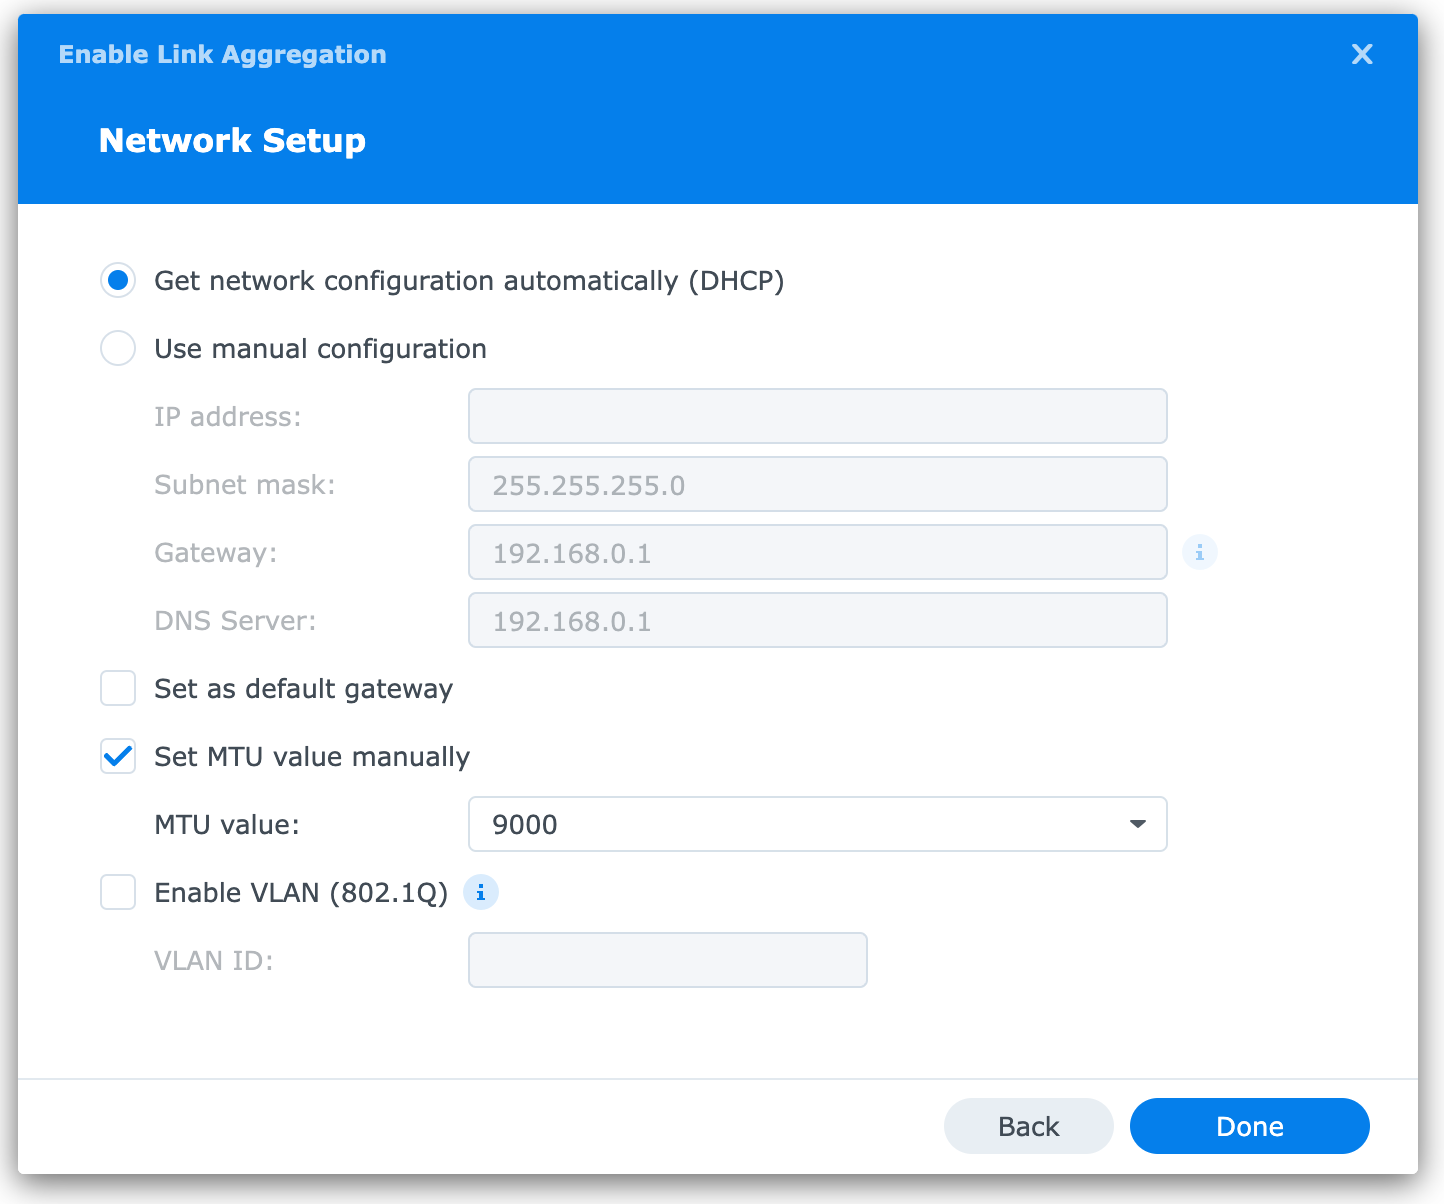 Enable Link Aggregation
Network Setup
Get network configuration automatically (DHCP)
Use manual configuration
IP address:
Subnet mask: 255.255.255.0
Gateway: 192.168.0.1
DNS Server: 192.168.0.1
Set as default gateway
Set MTU value manually
MTU value: 9000
Enable VLAN (802.1Q)
VLAN ID:
Back Done